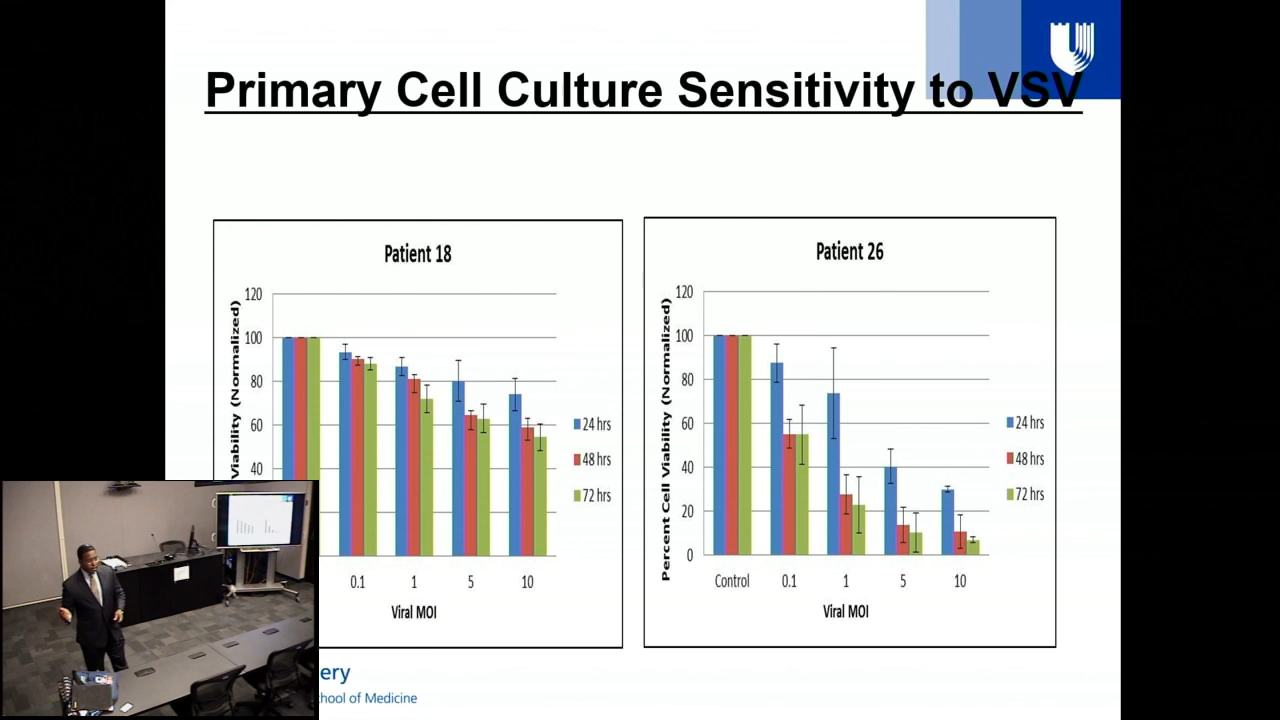 Primary Cell Culture Sensitivity to VSV
Patient 18
Viability (Normalized)
120
100
80
60
40
0.1
1
5
10
Viral MOI
24 hrs
48 hrs
72 hrs
Patient 26
Percent Cell Viability (Normalized)
120
100
80
60
40
20
0
Control
0.1
1
5
10
Viral MOI
24 hrs
48 hrs
72 hrs
ery
hool of Medicine